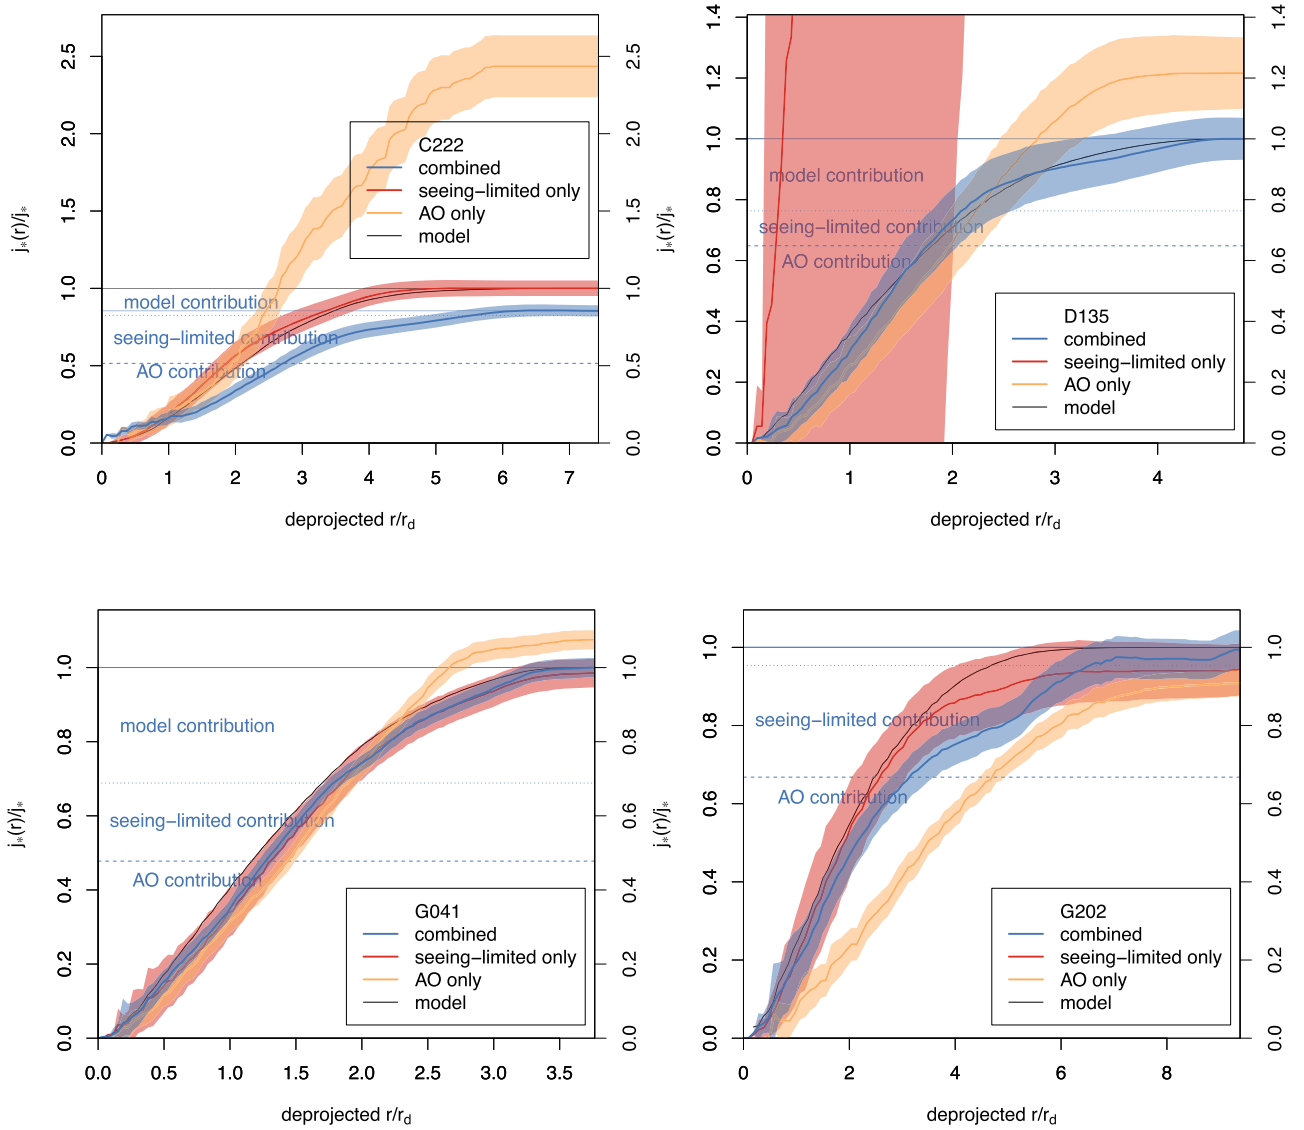 C222
combined
seeing-limited only
AO only
model
model contribution
seeing-limited contribution
AO contribution
0.0 0.5 1.0 1.5 2.0 2.5
0.0 0.5 1.0 1.5 2.0 2.5
j*(r)/j*
0 1 2 3 4 5 6 7
deprojected r/rd
D135
combined
seeing-limited only
AO only
model
model contribution
seeing-limited contribution
AO contribution
0.0 0.2 0.4 0.6 0.8 1.0 1.2 1.4
0.0 0.2 0.4 0.6 0.8 1.0 1.2 1.4
j*(r)/j*
0 1 2 3 4
deprojected r/rd
model contribution
seeing-limited contribution
AO contribution
G041
combined
seeing-limited only
AO only
model
0.0 0.2 0.4 0.6 0.8 1.0
0.0 0.2 0.4 0.6 0.8 1.0
j*(r)/j*
0.0 0.5 1.0 1.5 2.0 2.5 3.0 3.5
deprojected r/rd
seeing-limited contribution
AO contribution
G202
combined
seeing-limited only
AO only
model
0.0 0.2 0.4 0.6 0.8 1.0
0.0 0.2 0.4 0.6 0.8 1.0
j*(r)/j*
0 2 4 6 8
deprojected r/rd